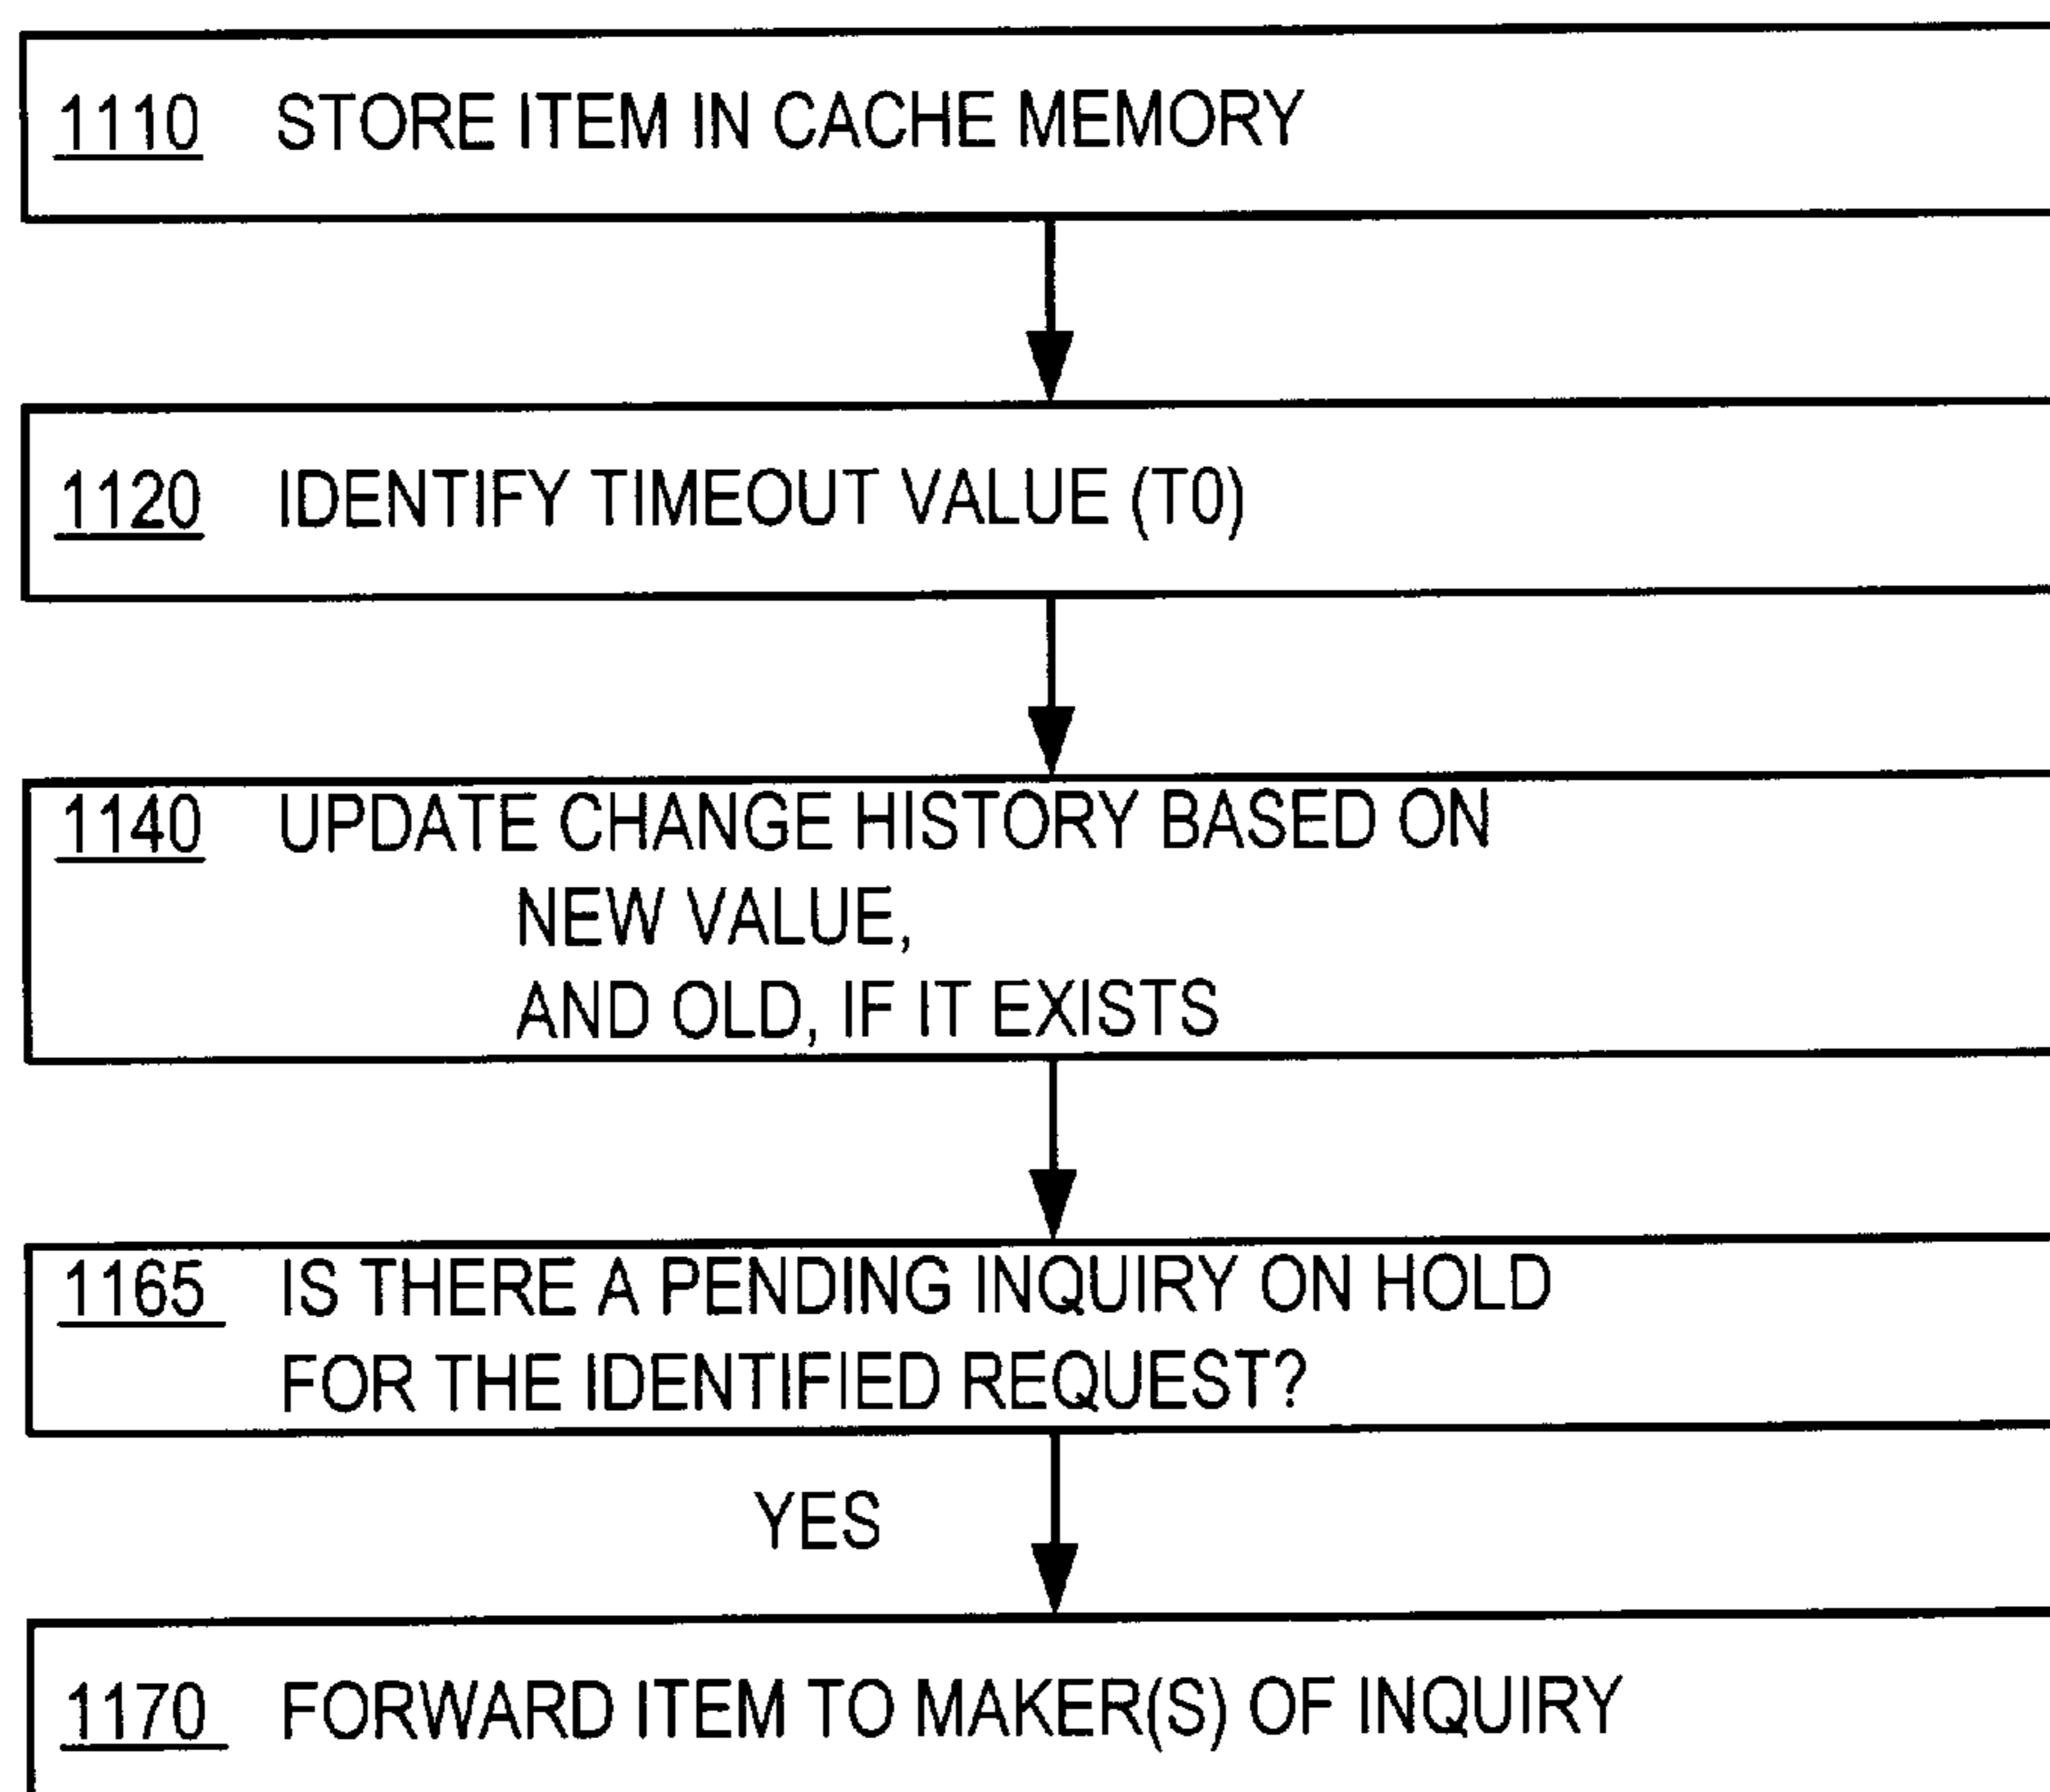 1110 STORE ITEM IN CACHE MEMORY
1120 IDENTIFY TIMEOUT VALUE (T0)
1140 UPDATE CHANGE HISTORY BASED ON
NEW VALUE,
AND OLD, IF IT EXISTS
1165 IS THERE A PENDING INQUIRY ON HOLD
FOR THE IDENTIFIED REQUEST?
YES
1170 FORWARD ITEM TO MAKER(S) OF INQUIRY